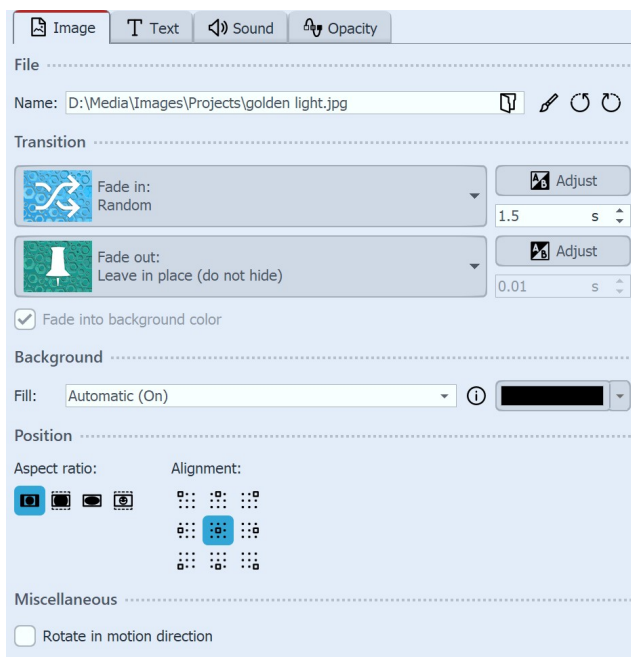 Image
Text
Sound
Opacity
File
Name: D:\Media\Images\Projects\golden light.jpg
Transition
Fade in:
Random
A B Adjust
1.5 s
Fade out:
Leave in place (do not hide)
A B Adjust
0.01 s
Fade into background color
Background
Fill: Automatic (On)
Position
Aspect ratio:
Alignment:
Miscellaneous
Rotate in motion direction